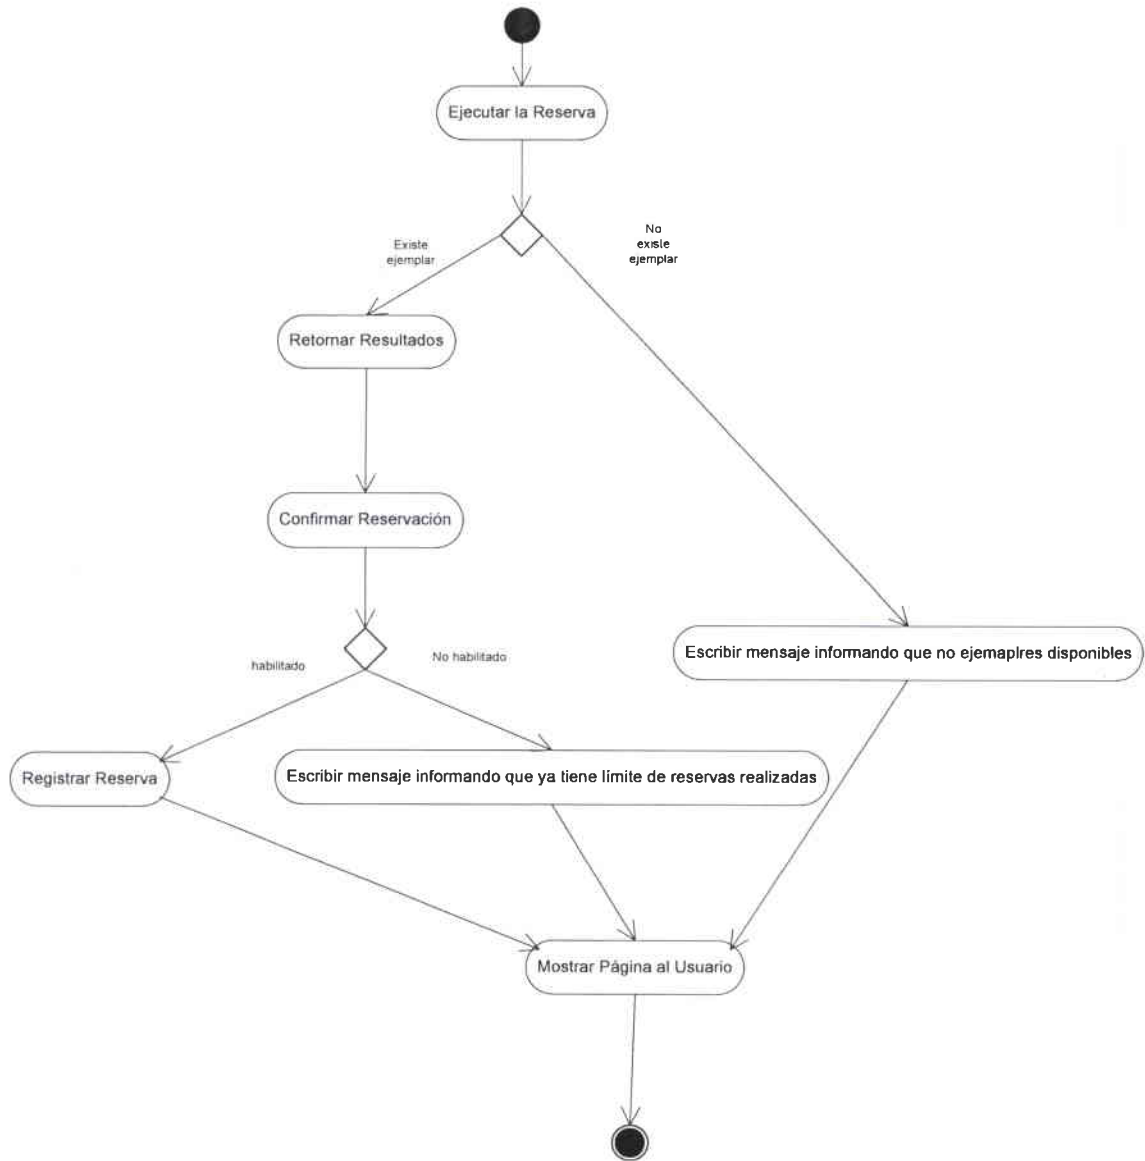 Ejecutar la Reserva
Existe
ejemplar
No
existe
ejemplar
Retornar Resultados
Confirmar Reservación
habilitado
No habilitado
Escribir mensaje informando que no ejemaplres disponibles
Registrar Reserva
Escribir mensaje informando que ya tiene límite de reservas realizadas
Mostrar Página al Usuario